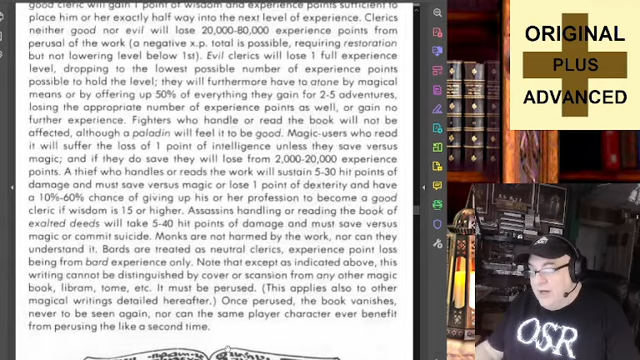 good cleric will gain 1 point of wisdom and experience points sufficient to
place him or her exactly half way into the next level of experience. Clerics
neither good nor evil will lose 20,000-80,000 experience points from
perusal of the work (a negative x.p. total is possible, requiring restoration
but not lowering level below 1st). Evil clerics will lose 1 full experience
level, dropping to the lowest possible number of experience points
possible to hold the level; they will furthermore have to atone by magical
means or by offering up 50% of everything they gain for 2-5 adventures,
losing the appropriate number of experience points as well, or gain no
further experience. Fighters who handle or read the book will not be
affected, although a paladin will feel it to be good. Magic-users who read
it will suffer the loss of 1 point of intelligence unless they save versus
magic; and if they do save they will lose from 2,000-20,000 experience
points. A thief who handles or reads the work will sustain 5-30 hit points of
damage and must save versus magic or lose 1 point of dexterity and have
a 10%-60% chance of giving up his or her profession to become a good
cleric if wisdom is 15 or higher. Assassins handling or reading the book of
exalted deeds will take 5-40 hit points of damage and must save versus
magic or commit suicide. Monks are not harmed by the work, nor can they
understand it. Bards are treated as neutral clerics, experience point loss
being from bard experience only. Note that except as indicated above, this
writing cannot be distinguished by cover or scansion from any other magic
book, libram, tome, etc. It must be perused. (This applies also to other
magical writings detailed hereafter.) Once perused, the book vanishes,
never to be seen again, nor can the same player character ever benefit
from perusing the like a second time.
ORIGINAL
PLUS
ADVANCED
OSR